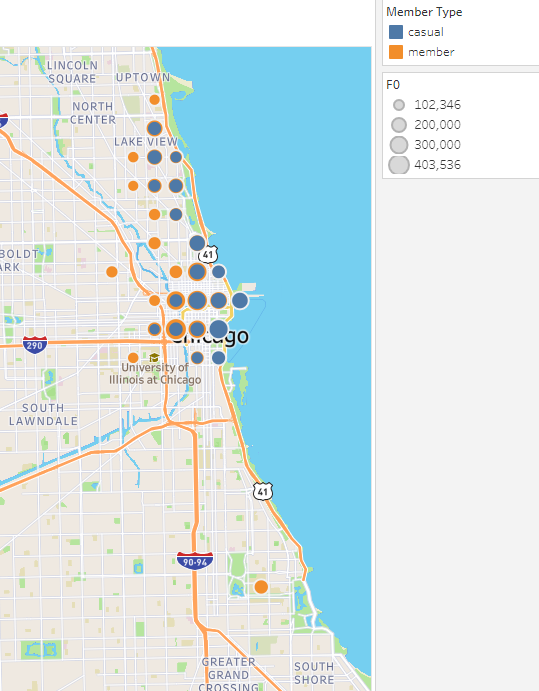 Member Type
casual
member
F0
102,346
200,000
300,000
403,536
LINCOLN
SQUARE
UPTOWN
NORTH
CENTER
LAKE VIEW
41
290
Chicago
University of
Illinois at Chicago
SOUTH
LAWNDALE
41
90-94
GREATER
GRAND
CROSSING
SOUTH
SHORE